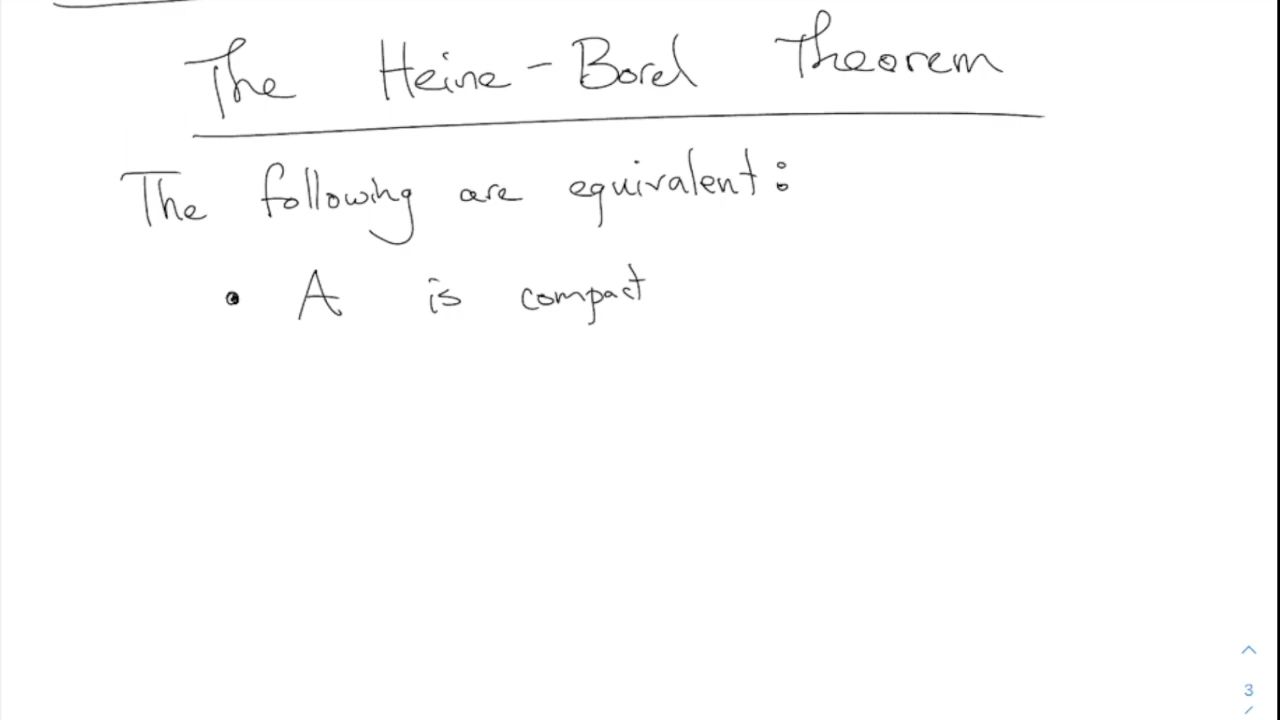 The Heine-Borel Theorem
The following are equivalent:
• A is compact
3